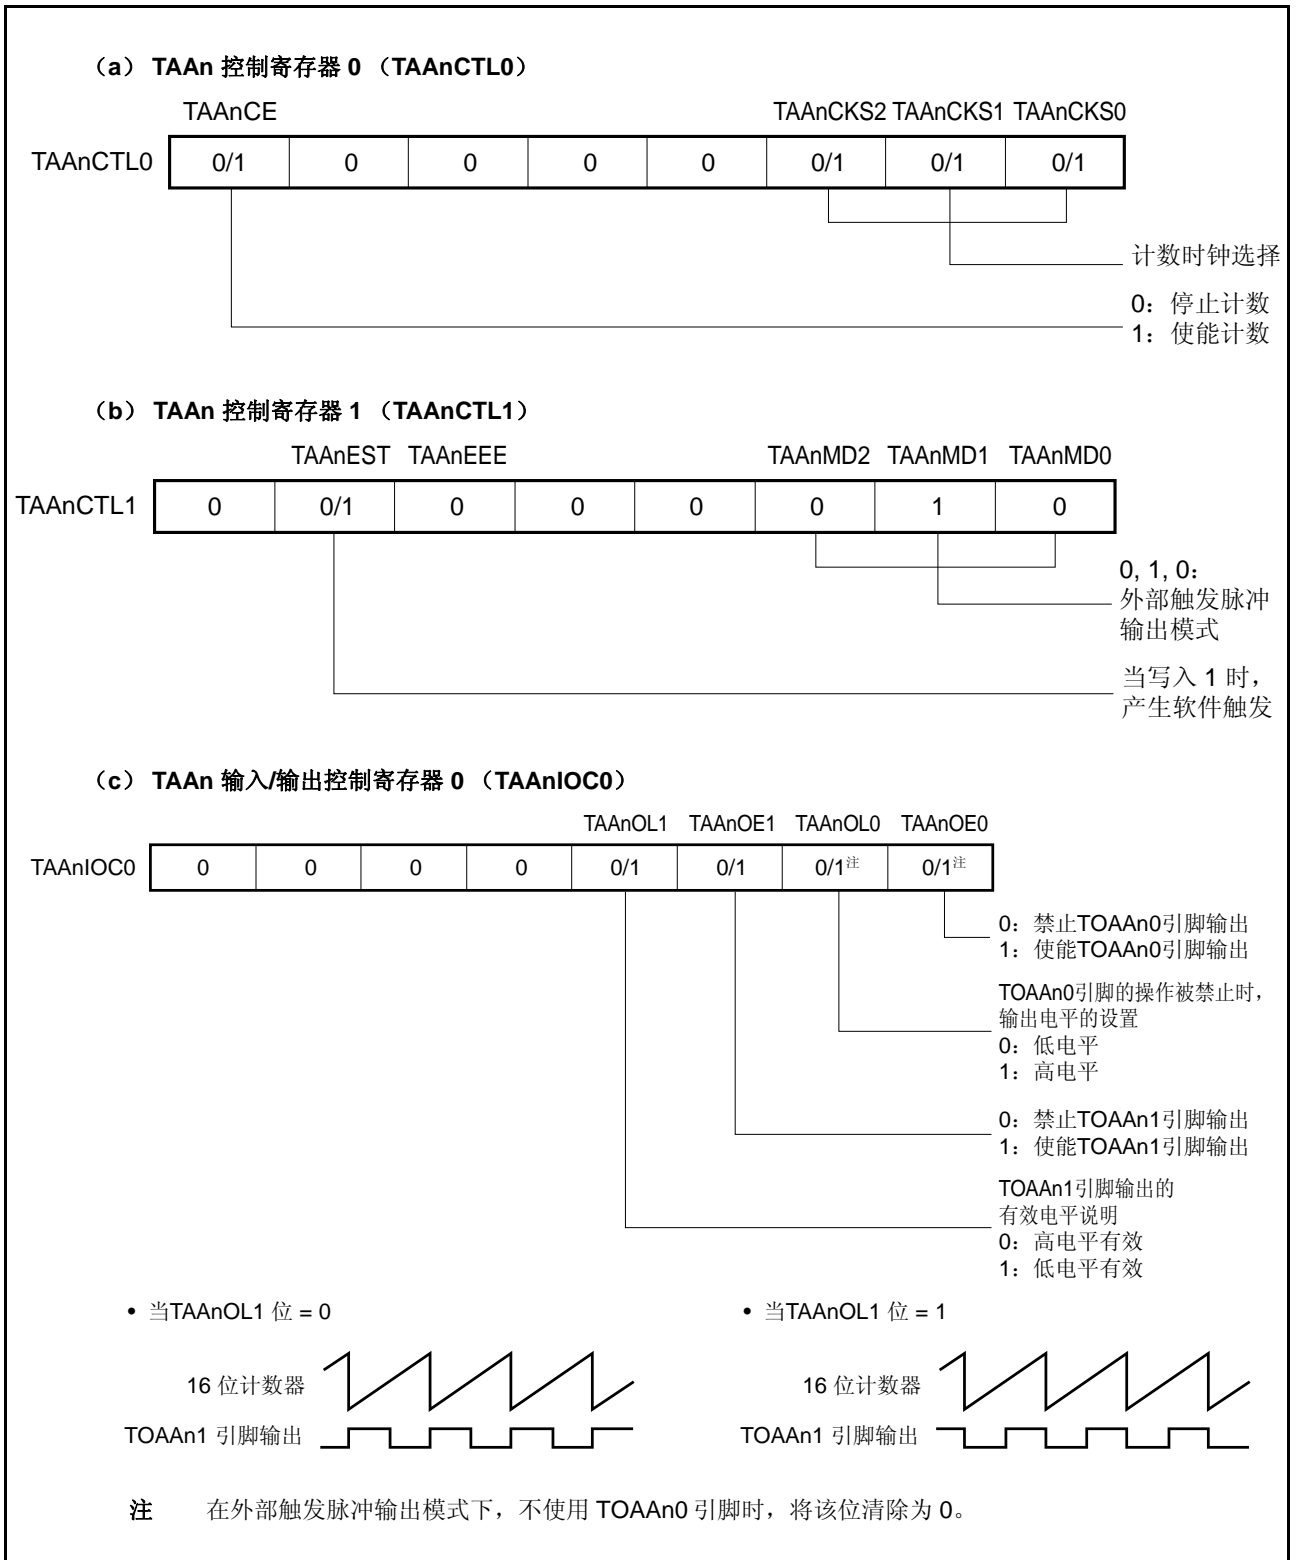 （a） TAAn 控制寄存器 0 （TAAnCTL0）
TAAnCE TAAnCKS2 TAAnCKS1 TAAnCKS0
TAAnCTL0 0/1 0 0 0 0 0/1 0/1 0/1
计数时钟选择
0：停止计数
1：使能计数
（b） TAAn 控制寄存器 1 （TAAnCTL1）
TAAnEST TAAnEEE TAAnMD2 TAAnMD1 TAAnMD0
TAAnCTL1 0 0/1 0 0 0 0 1 0
0, 1, 0：
外部触发脉冲
输出模式
当写入 1 时，
产生软件触发
（c） TAAn 输入/输出控制寄存器 0 （TAAnIOC0）
TAAnOL1 TAAnOE1 TAAnOL0 TAAnOE0
TAAnIOC0 0 0 0 0 0/1 0/1 0/1注 0/1注
0：禁止TOAAn0引脚输出
1：使能TOAAn0引脚输出
TOAAn0引脚的操作被禁止时，
输出电平的设置
0：低电平
1：高电平
0：禁止TOAAn1引脚输出
1：使能TOAAn1引脚输出
TOAAn1引脚输出的
有效电平说明
0：高电平有效
1：低电平有效
• 当TAAnOL1 位 = 0 • 当TAAnOL1 位 = 1
16 位计数器 16 位计数器
TOAAn1 引脚输出 TOAAn1 引脚输出
注 在外部触发脉冲输出模式下，不使用 TOAAn0 引脚时，将该位清除为 0。